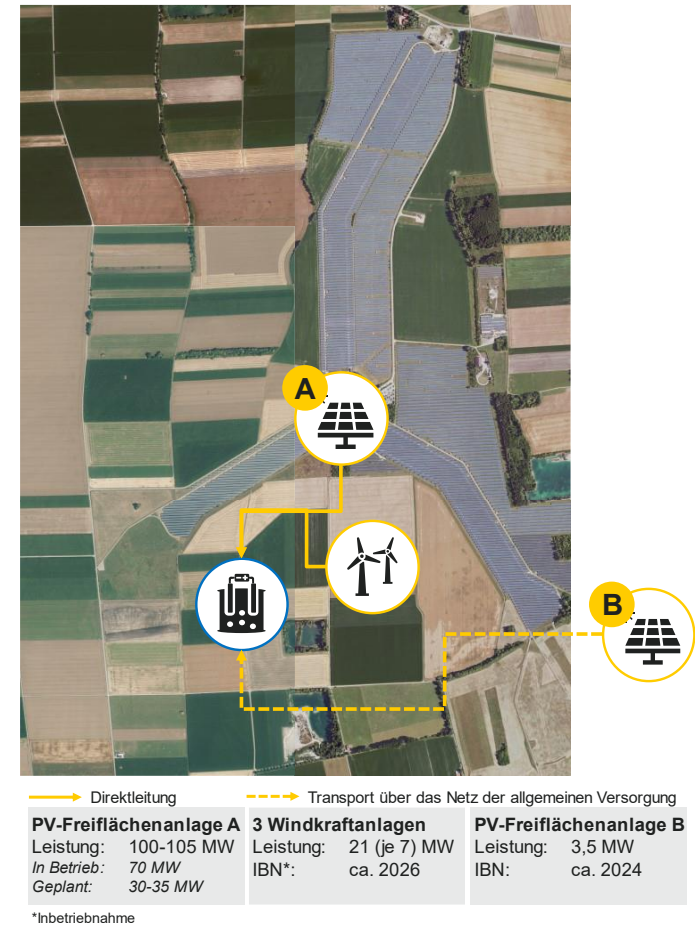 A
B
Direktleitung
Transport über das Netz der allgemeinen Versorgung
PV-Freiflächenanlage A
Leistung: 100-105 MW
In Betrieb: 70 MW
Geplant: 30-35 MW
3 Windkraftanlagen
Leistung: 21 (je 7) MW
IBN*: ca. 2026
PV-Freiflächenanlage B
Leistung: 3,5 MW
IBN: ca. 2024
*Inbetriebnahme